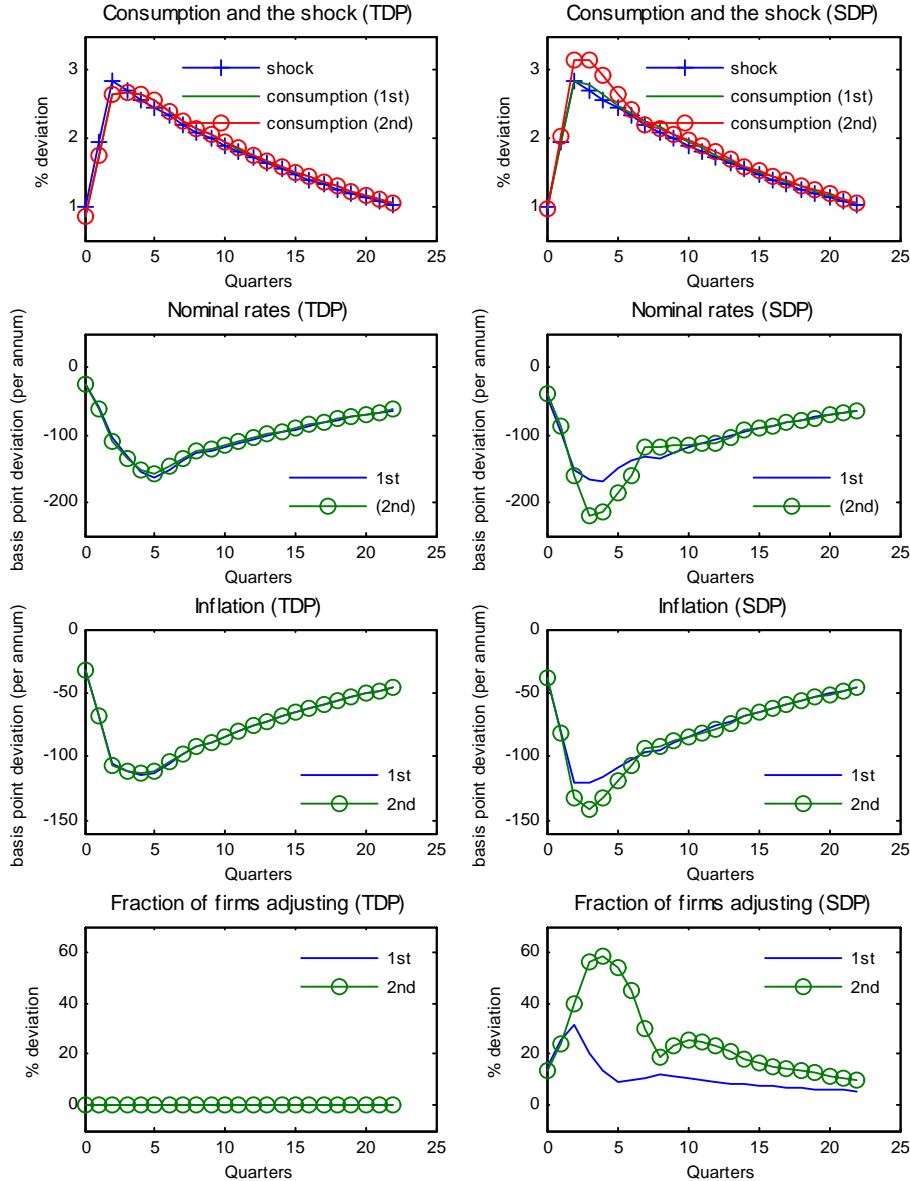 Consumption and the shock (TDP)
% deviation
3
2
1
shock
consumption (1st)
consumption (2nd)
0 5 10 15 20 25
Quarters
Consumption and the shock (SDP)
% deviation
3
2
1
shock
consumption (1st)
consumption (2nd)
0 5 10 15 20 25
Quarters
Nominal rates (TDP)
basis point deviation (per annum)
0
-100
-200
1st
(2nd)
0 5 10 15 20 25
Quarters
Nominal rates (SDP)
basis point deviation (per annum)
0
-100
-200
1st
(2nd)
0 5 10 15 20 25
Quarters
Inflation (TDP)
basis point deviation (per annum)
0
-50
-100
-150
1st
2nd
0 5 10 15 20 25
Quarters
Inflation (SDP)
basis point deviation (per annum)
0
-50
-100
-150
1st
2nd
0 5 10 15 20 25
Quarters
Fraction of firms adjusting (TDP)
% deviation
60
40
20
0
1st
2nd
0 5 10 15 20 25
Quarters
Fraction of firms adjusting (SDP)
% deviation
60
40
20
0
1st
2nd
0 5 10 15 20 25
Quarters